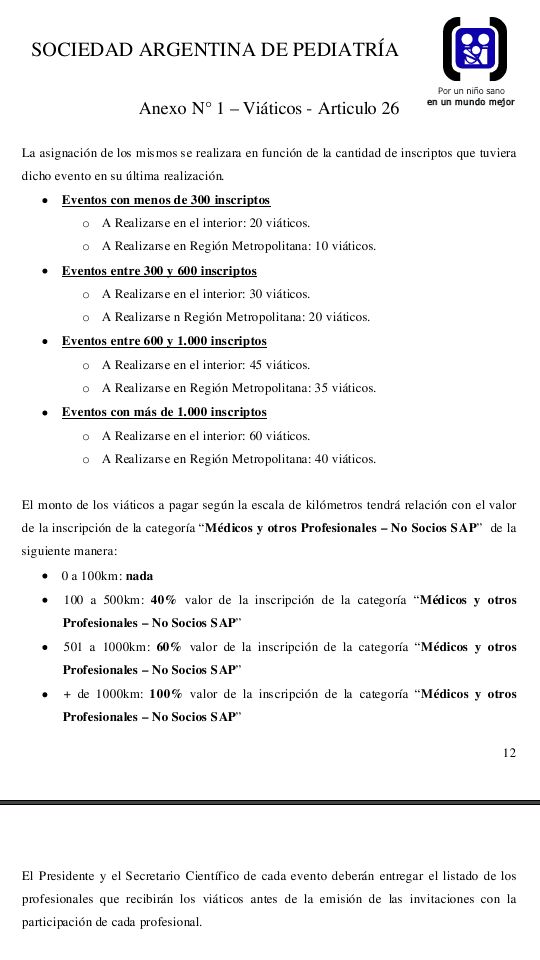 SOCIEDAD ARGENTINA DE PEDIATRÍA
Por un niño sano
en un mundo mejor
Anexo N° 1 – Viáticos - Articulo 26
La asignación de los mismos se realizara en función de la cantidad de inscriptos que tuviera
dicho evento en su última realización.
● Eventos con menos de 300 inscriptos
○ A Realizarse en el interior: 20 viáticos.
○ A Realizarse en Región Metropolitana: 10 viáticos.
● Eventos entre 300 y 600 inscriptos
○ A Realizarse en el interior: 30 viáticos.
○ A Realizarse n Región Metropolitana: 20 viáticos.
● Eventos entre 600 y 1.000 inscriptos
○ A Realizarse en el interior: 45 viáticos.
○ A Realizarse en Región Metropolitana: 35 viáticos.
● Eventos con más de 1.000 inscriptos
○ A Realizarse en el interior: 60 viáticos.
○ A Realizarse en Región Metropolitana: 40 viáticos.
El monto de los viáticos a pagar según la escala de kilómetros tendrá relación con el valor
de la inscripción de la categoría “Médicos y otros Profesionales – No Socios SAP” de la
siguiente manera:
● 0 a 100km: nada
● 100 a 500km: 40% valor de la inscripción de la categoría “Médicos y otros
Profesionales – No Socios SAP”
● 501 a 1000km: 60% valor de la inscripción de la categoría “Médicos y otros
Profesionales – No Socios SAP”
● + de 1000km: 100% valor de la inscripción de la categoría “Médicos y otros
Profesionales – No Socios SAP”
12
El Presidente y el Secretario Científico de cada evento deberán entregar el listado de los
profesionales que recibirán los viáticos antes de la emisión de las invitaciones con la
participación de cada profesional.